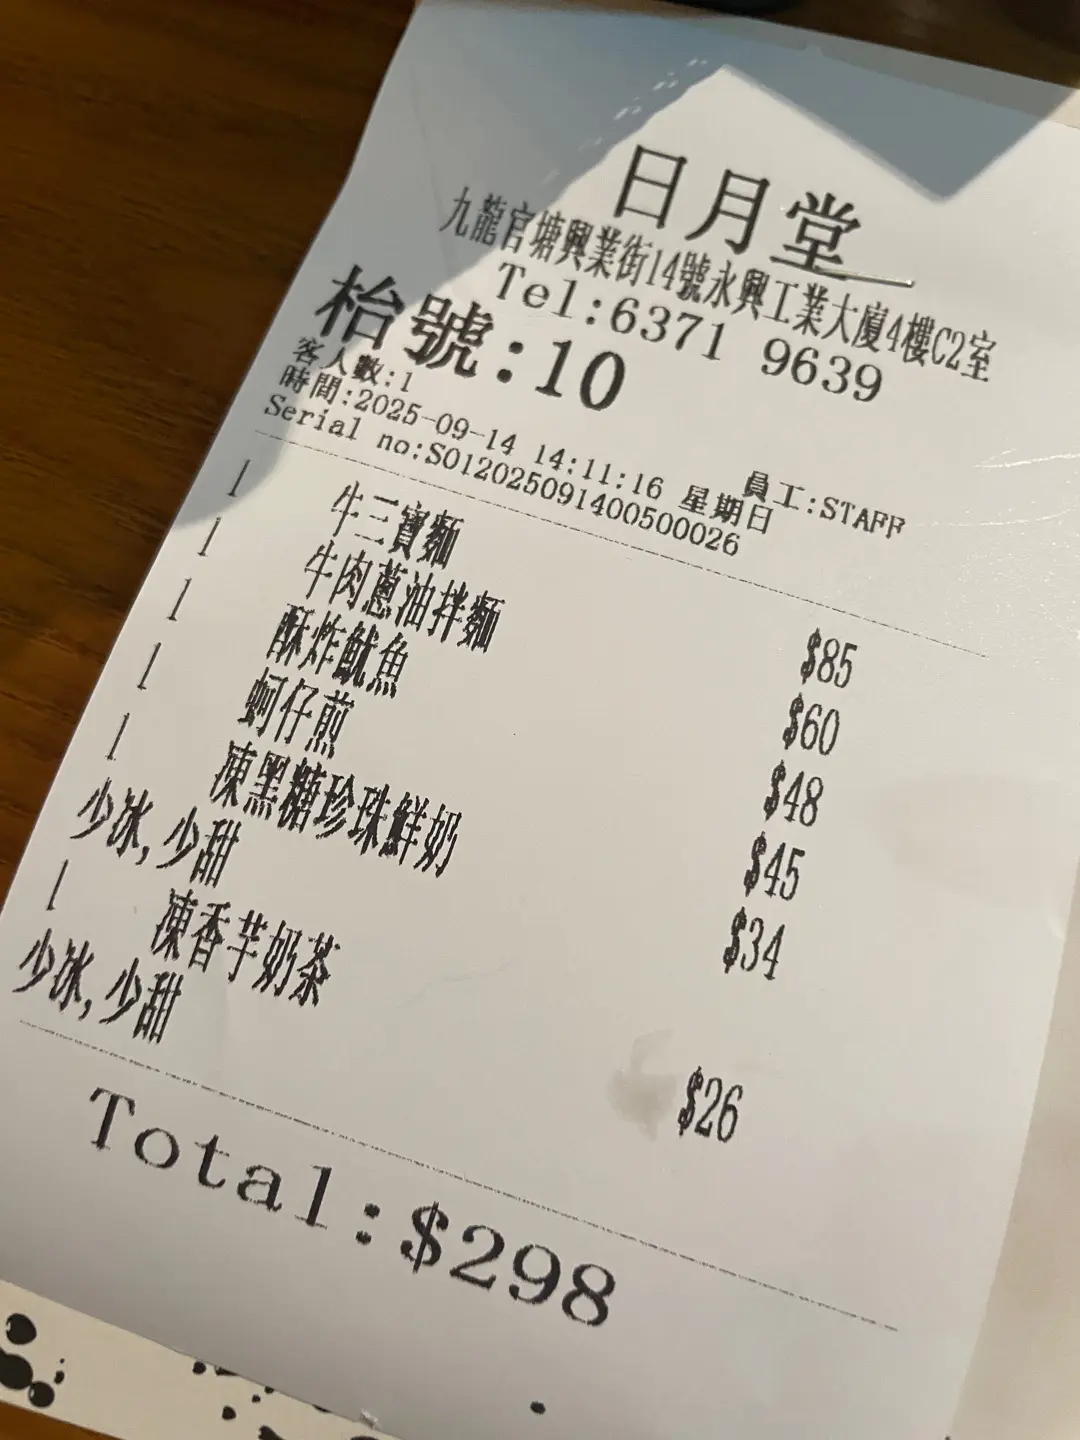 日月堂
九龍官塘興業街14號永興工業大廈4樓C2室
Tel:6371 9639
枱號:10
客人數:1 員工:STAFF
時間:2025-09-14 14:11:16 星期日
Serial no:S01202509140050026
1 牛三寶麵 $85
1 牛肉蔥油拌麵 $60
1 酥炸魷魚 $48
1 蚵仔煎 $45
1 凍黑糖珍珠鮮奶 $34
少冰,少甜
1 凍香芋奶茶 $26
少冰,少甜
Total:$298